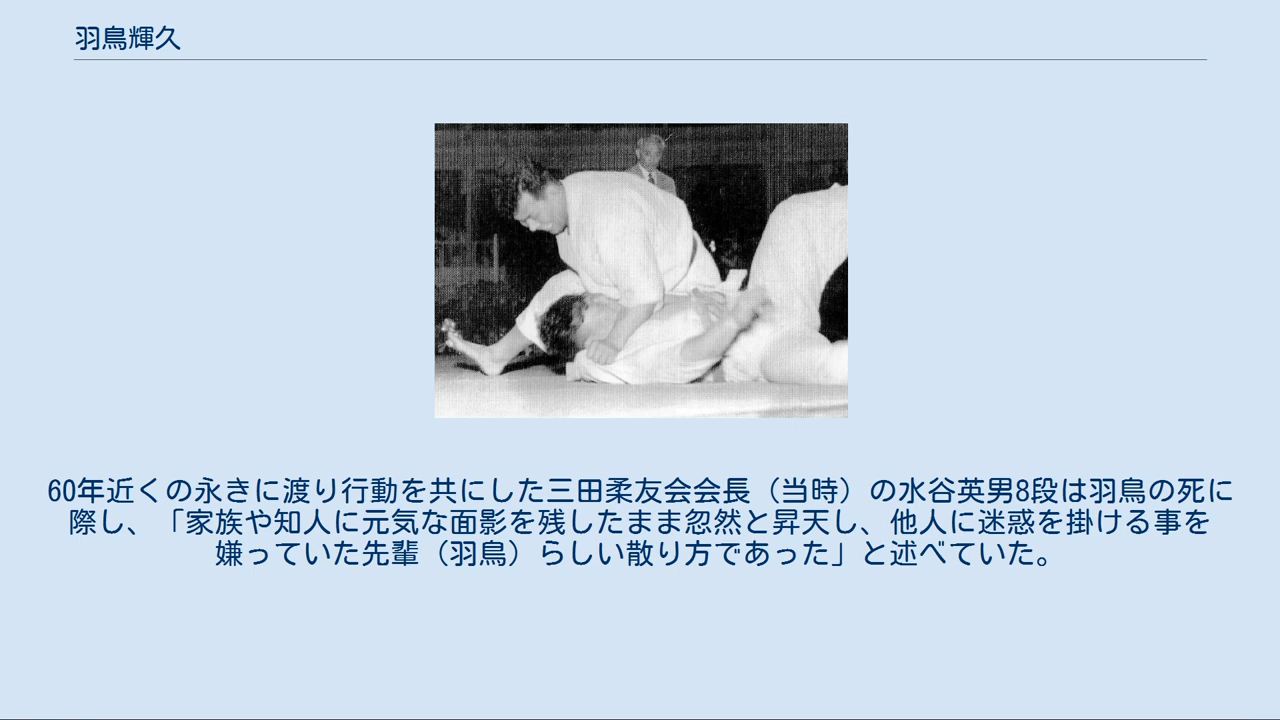 羽鳥輝久
60年近くの永きに渡り行動を共にした三田柔友会会長（当時）の水谷英男8段は羽鳥の死に
際し、「家族や知人に元気な面影を残したまま忽然と昇天し、他人に迷惑を掛ける事を
嫌っていた先輩（羽鳥）らしい散り方であった」と述べていた。